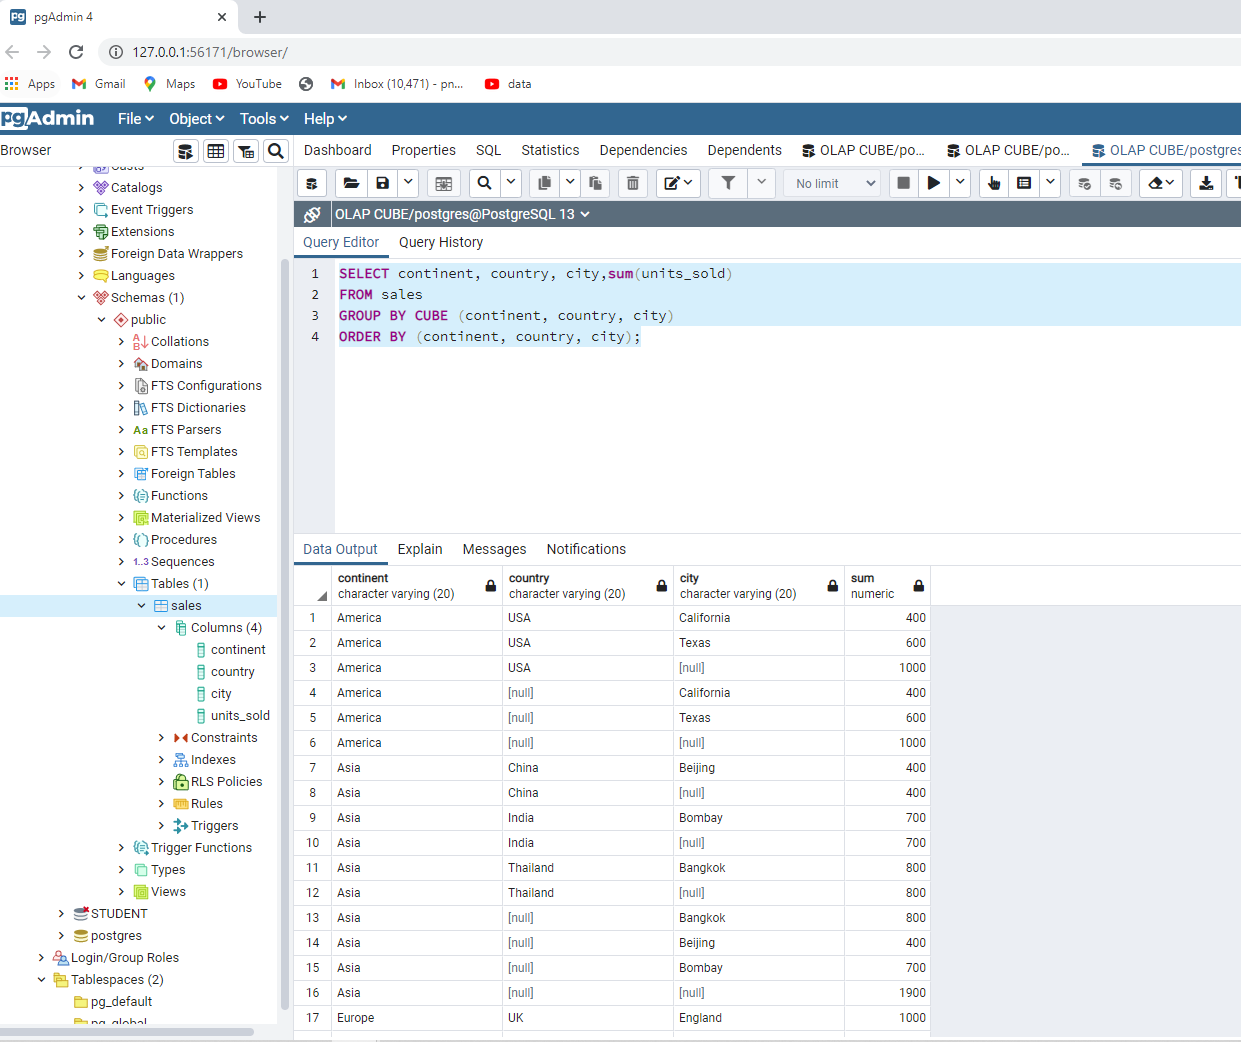 pgAdmin 4
127.0.0.1:56171/browser/
Apps Gmail Maps YouTube Inbox (10,471) - pn... data
pgAdmin File Object Tools Help
Browser
Casts
Catalogs
Event Triggers
Extensions
Foreign Data Wrappers
Languages
Schemas (1)
public
Collations
Domains
FTS Configurations
FTS Dictionaries
Aa FTS Parsers
FTS Templates
Foreign Tables
Functions
Materialized Views
Procedures
1..3 Sequences
Tables (1)
sales
Columns (4)
continent
country
city
units_sold
Constraints
Indexes
RLS Policies
Rules
Triggers
Trigger Functions
Types
Views
STUDENT
postgres
Login/Group Roles
Tablespaces (2)
pg_default
pg_global
Dashboard Properties SQL Statistics Dependencies Dependents OLAP CUBE/po... OLAP CUBE/po... OLAP CUBE/postgres
No limit
OLAP CUBE/postgres@PostgreSQL 13
Query Editor Query History
1 SELECT continent, country, city,sum(units_sold)
2 FROM sales
3 GROUP BY CUBE (continent, country, city)
4 ORDER BY (continent, country, city);
Data Output Explain Messages Notifications
continent country city sum
character varying (20) character varying (20) character varying (20) numeric
1 America USA California 400
2 America USA Texas 600
3 America USA [null] 1000
4 America [null] California 400
5 America [null] Texas 600
6 America [null] [null] 1000
7 Asia China Beijing 400
8 Asia China [null] 400
9 Asia India Bombay 700
10 Asia India [null] 700
11 Asia Thailand Bangkok 800
12 Asia Thailand [null] 800
13 Asia [null] Bangkok 800
14 Asia [null] Beijing 400
15 Asia [null] Bombay 700
16 Asia [null] [null] 1900
17 Europe UK England 1000